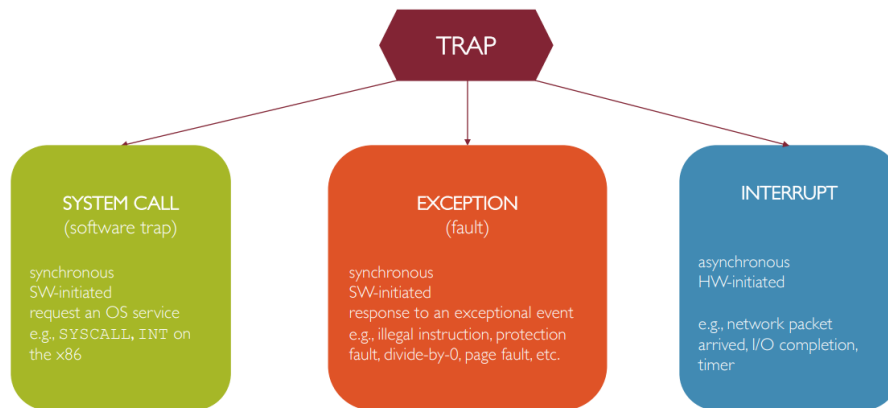 TRAP
SYSTEM CALL
(software trap)
synchronous
SW-initiated
request an OS service
e.g., SYSCALL, INT on
the x86
EXCEPTION
(fault)
synchronous
SW-initiated
response to an exceptional event
e.g., illegal instruction, protection
fault, divide-by-0, page fault, etc.
INTERRUPT
asynchronous
HW-initiated
e.g., network packet
arrived, I/O completion,
timer